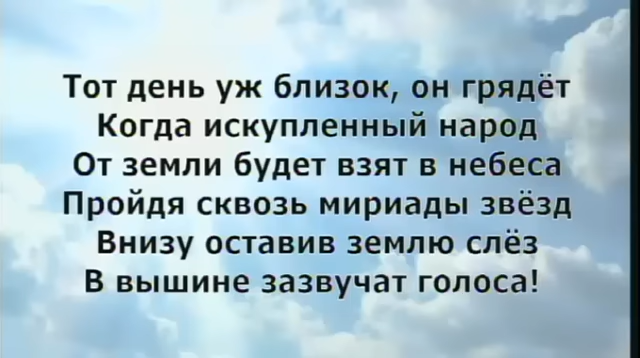 Тот день уж близок, он грядёт
Когда искупленный народ
От земли будет взят в небеса
Пройдя сквозь мириады звёзд
Внизу оставив землю слёз
В вышине зазвучат голоса!